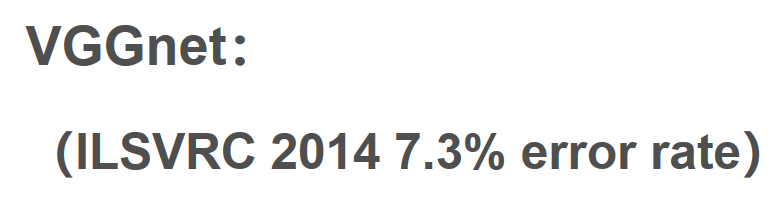 VGGnet:
(ILSVRC 2014 7.3% error rate)